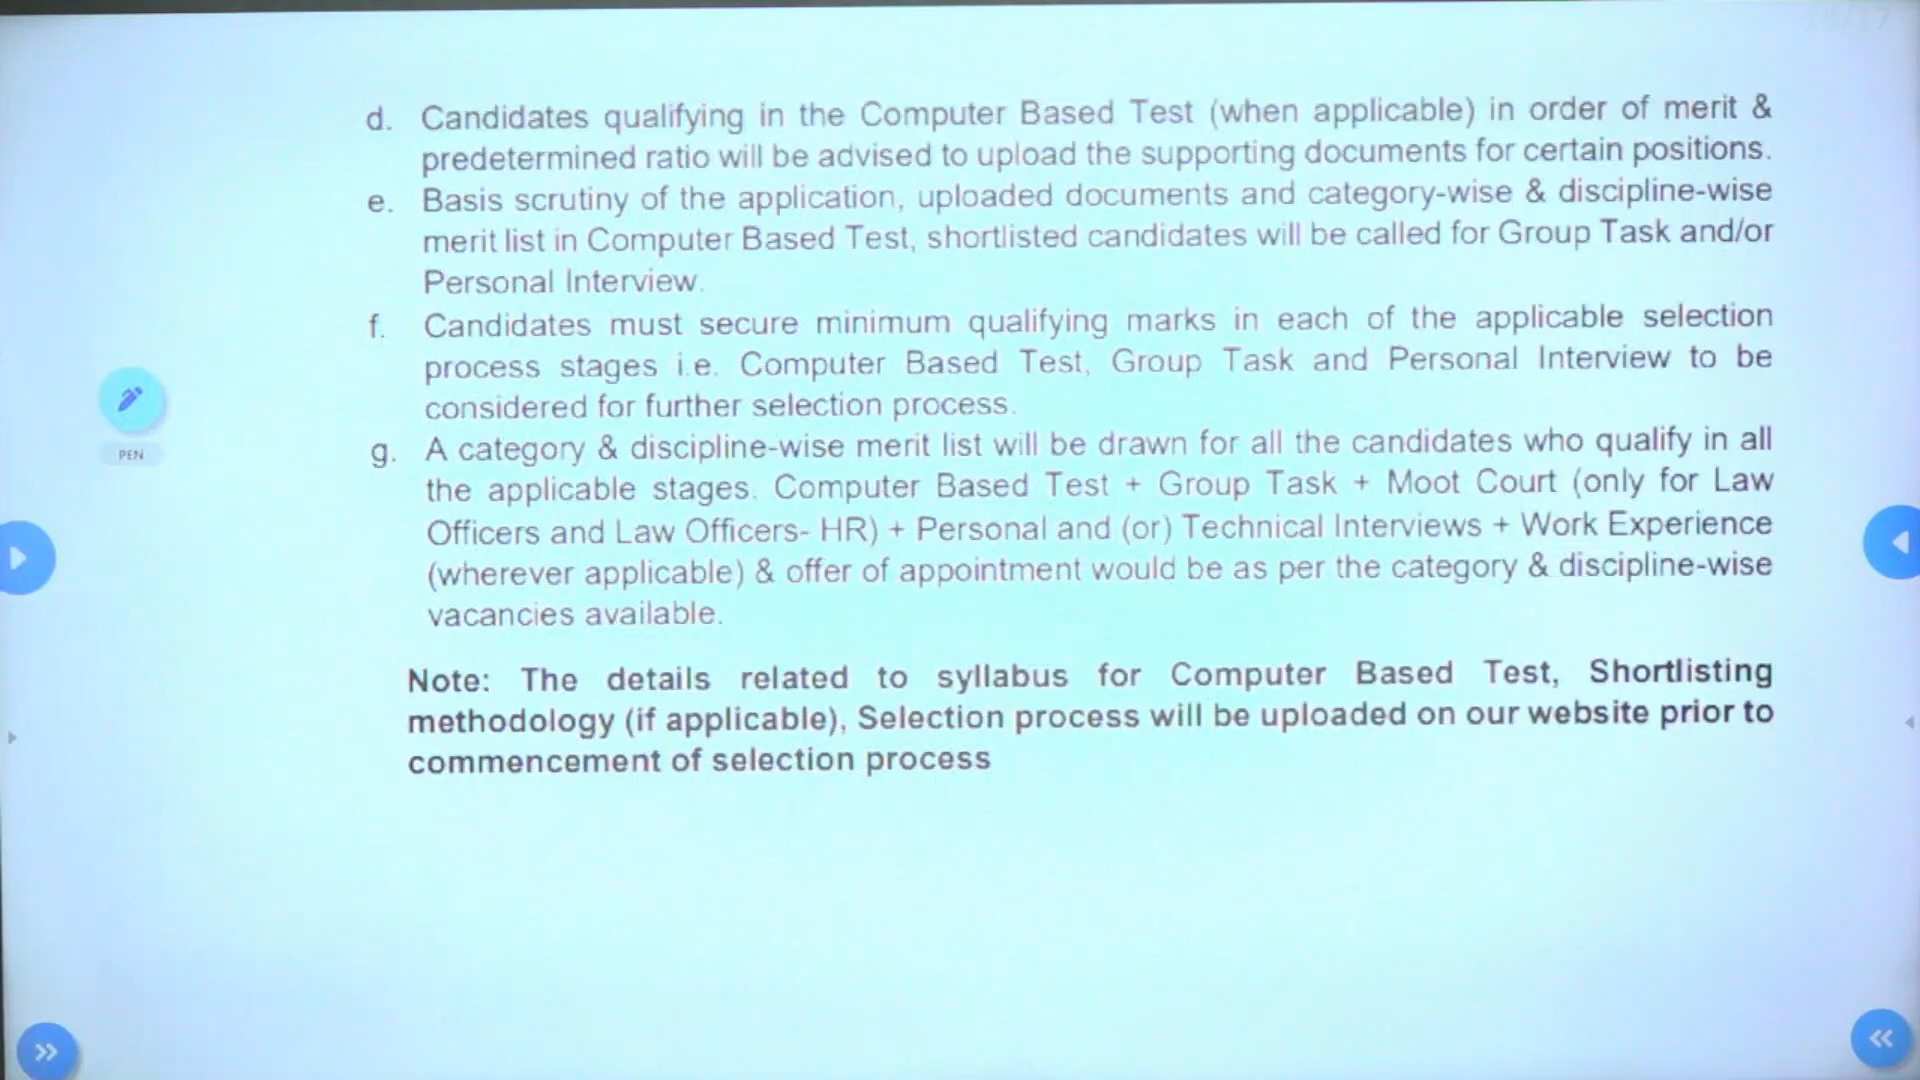 d. Candidates qualifying in the Computer Based Test (when applicable) in order of merit &
predetermined ratio will be advised to upload the supporting documents for certain positions.
e. Basis scrutiny of the application, uploaded documents and category-wise & discipline-wise
merit list in Computer Based Test, shortlisted candidates will be called for Group Task and/or
Personal Interview.
f. Candidates must secure minimum qualifying marks in each of the applicable selection
process stages i.e. Computer Based Test, Group Task and Personal Interview to be
considered for further selection process.
g. A category & discipline-wise merit list will be drawn for all the candidates who qualify in all
the applicable stages. Computer Based Test + Group Task + Moot Court (only for Law
Officers and Law Officers- HR) + Personal and (or) Technical Interviews + Work Experience
(wherever applicable) & offer of appointment would be as per the category & discipline-wise
vacancies available.
Note: The details related to syllabus for Computer Based Test, Shortlisting
methodology (if applicable), Selection process will be uploaded on our website prior to
commencement of selection process
PEN